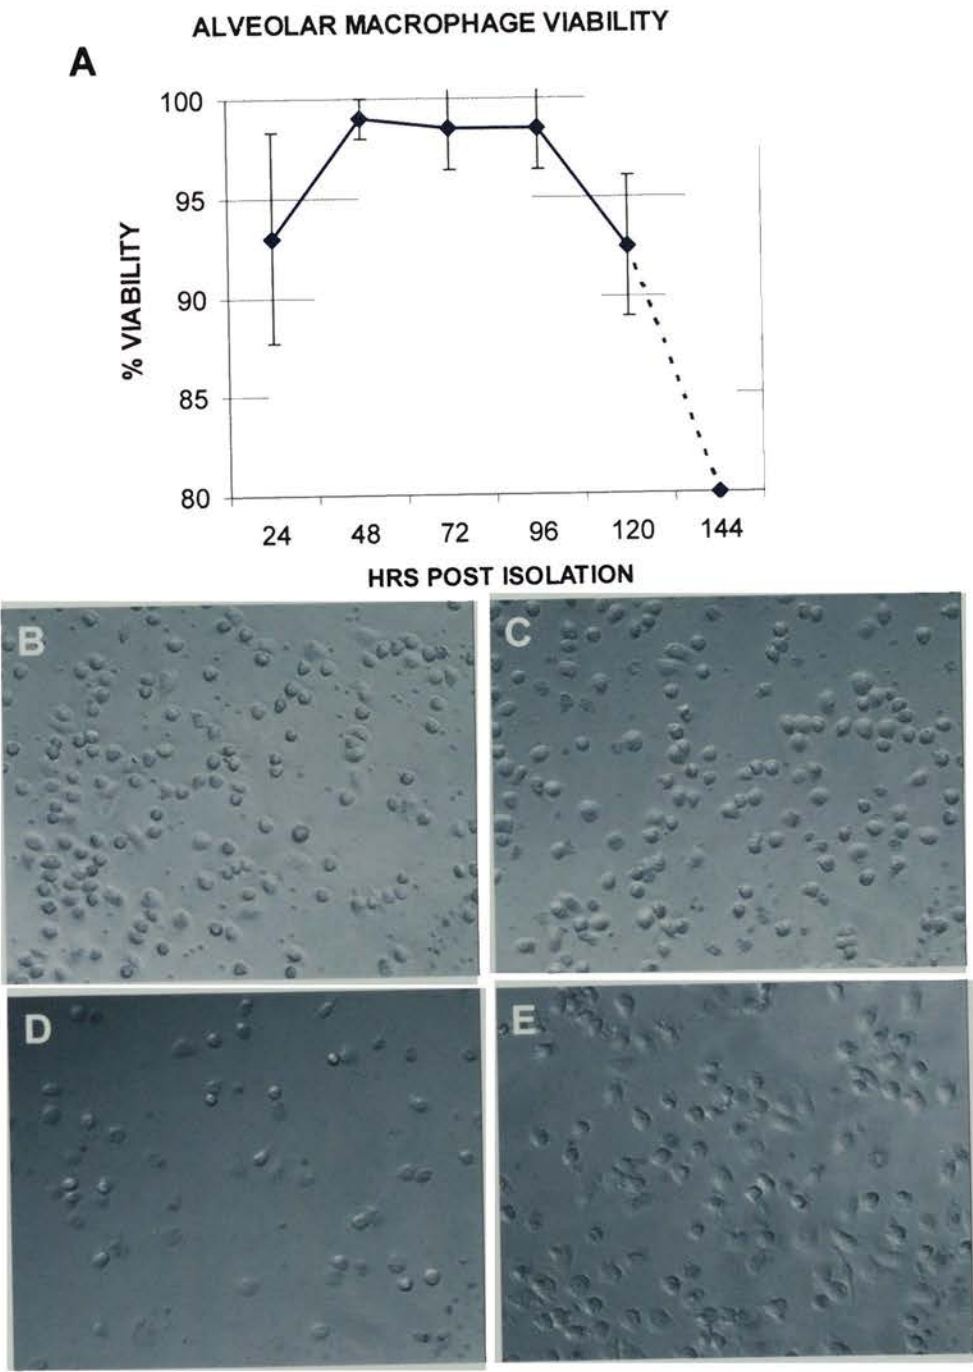 ALVEOLAR MACROPHAGE VIABILITY
A
100
95
90
85
80
% VIABILITY
24 48 72 96 120 144
HRS POST ISOLATION
B
C
D
E